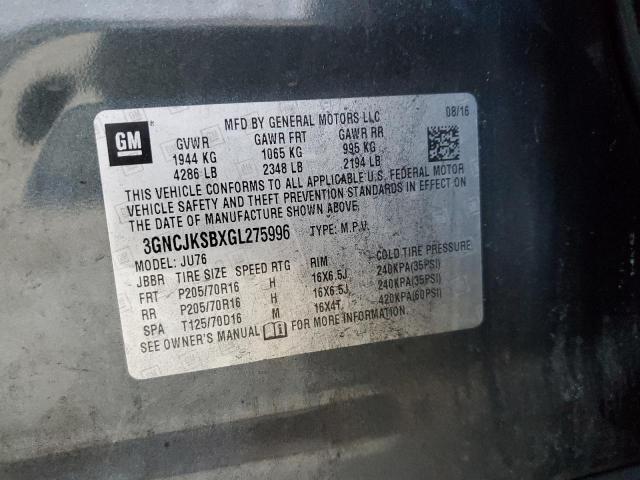 GM
MFD BY GENERAL MOTORS LLC 08/16
GVWR GAWR FRT GAWR RR
1944 KG 1065 KG 995 KG
4286 LB 2348 LB 2194 LB
THIS VEHICLE CONFORMS TO ALL APPLICABLE U.S. FEDERAL MOTOR
VEHICLE SAFETY AND THEFT PREVENTION STANDARDS IN EFFECT ON
THE DATE OF MANUFACTURE SHOWN ABOVE.
3GNCJKSBXGL275996 TYPE: M.P.V.
MODEL: JU76
JBBR TIRE SIZE SPEED RTG RIM COLD TIRE PRESSURE
FRT P205/70R16 H 16X6.5J 240KPA(35PSI)
RR P205/70R16 H 16X6.5J 240KPA(35PSI)
SPA T125/70D16 M 16X4T 420KPA(60PSI)
SEE OWNER'S MANUAL FOR MORE INFORMATION.